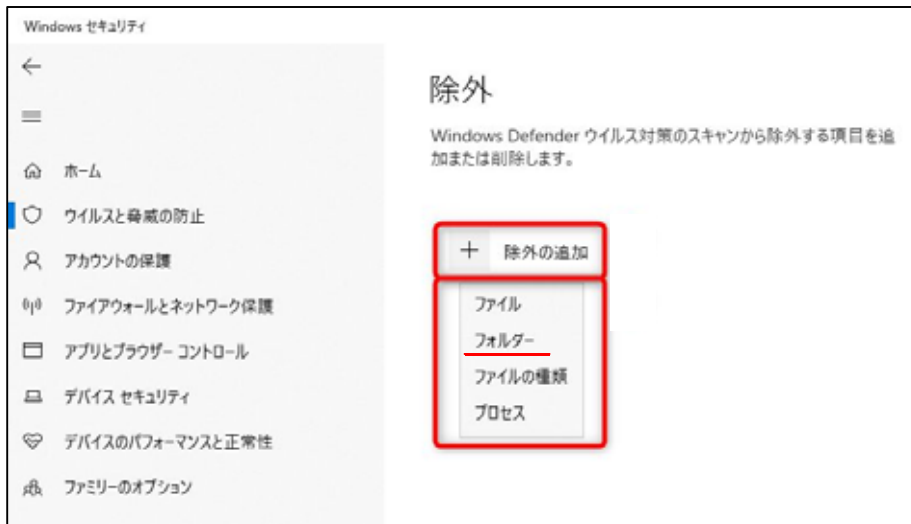 Windows セキュリティ
ホーム
ウイルスと脅威の防止
アカウントの保護
ファイアウォールとネットワーク保護
アプリとブラウザー コントロール
デバイス セキュリティ
デバイスのパフォーマンスと正常性
ファミリーのオプション
除外
Windows Defender ウイルス対策のスキャンから除外する項目を追
加または削除します。
除外の追加
ファイル
フォルダー
ファイルの種類
プロセス